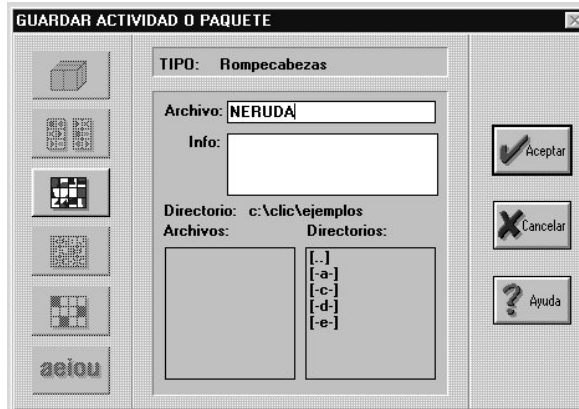 GUARDAR ACTIVIDAD O PAQUETE
TIPO: Rompecabezas
Archivo: NERUDA
Info:
Directorio: c:\clic\ejemplos
Archivos: Directorios:
[..]
[-a-]
[-c-]
[-d-]
[-e-]
Aceptar
Cancelar
Ayuda
aeiou